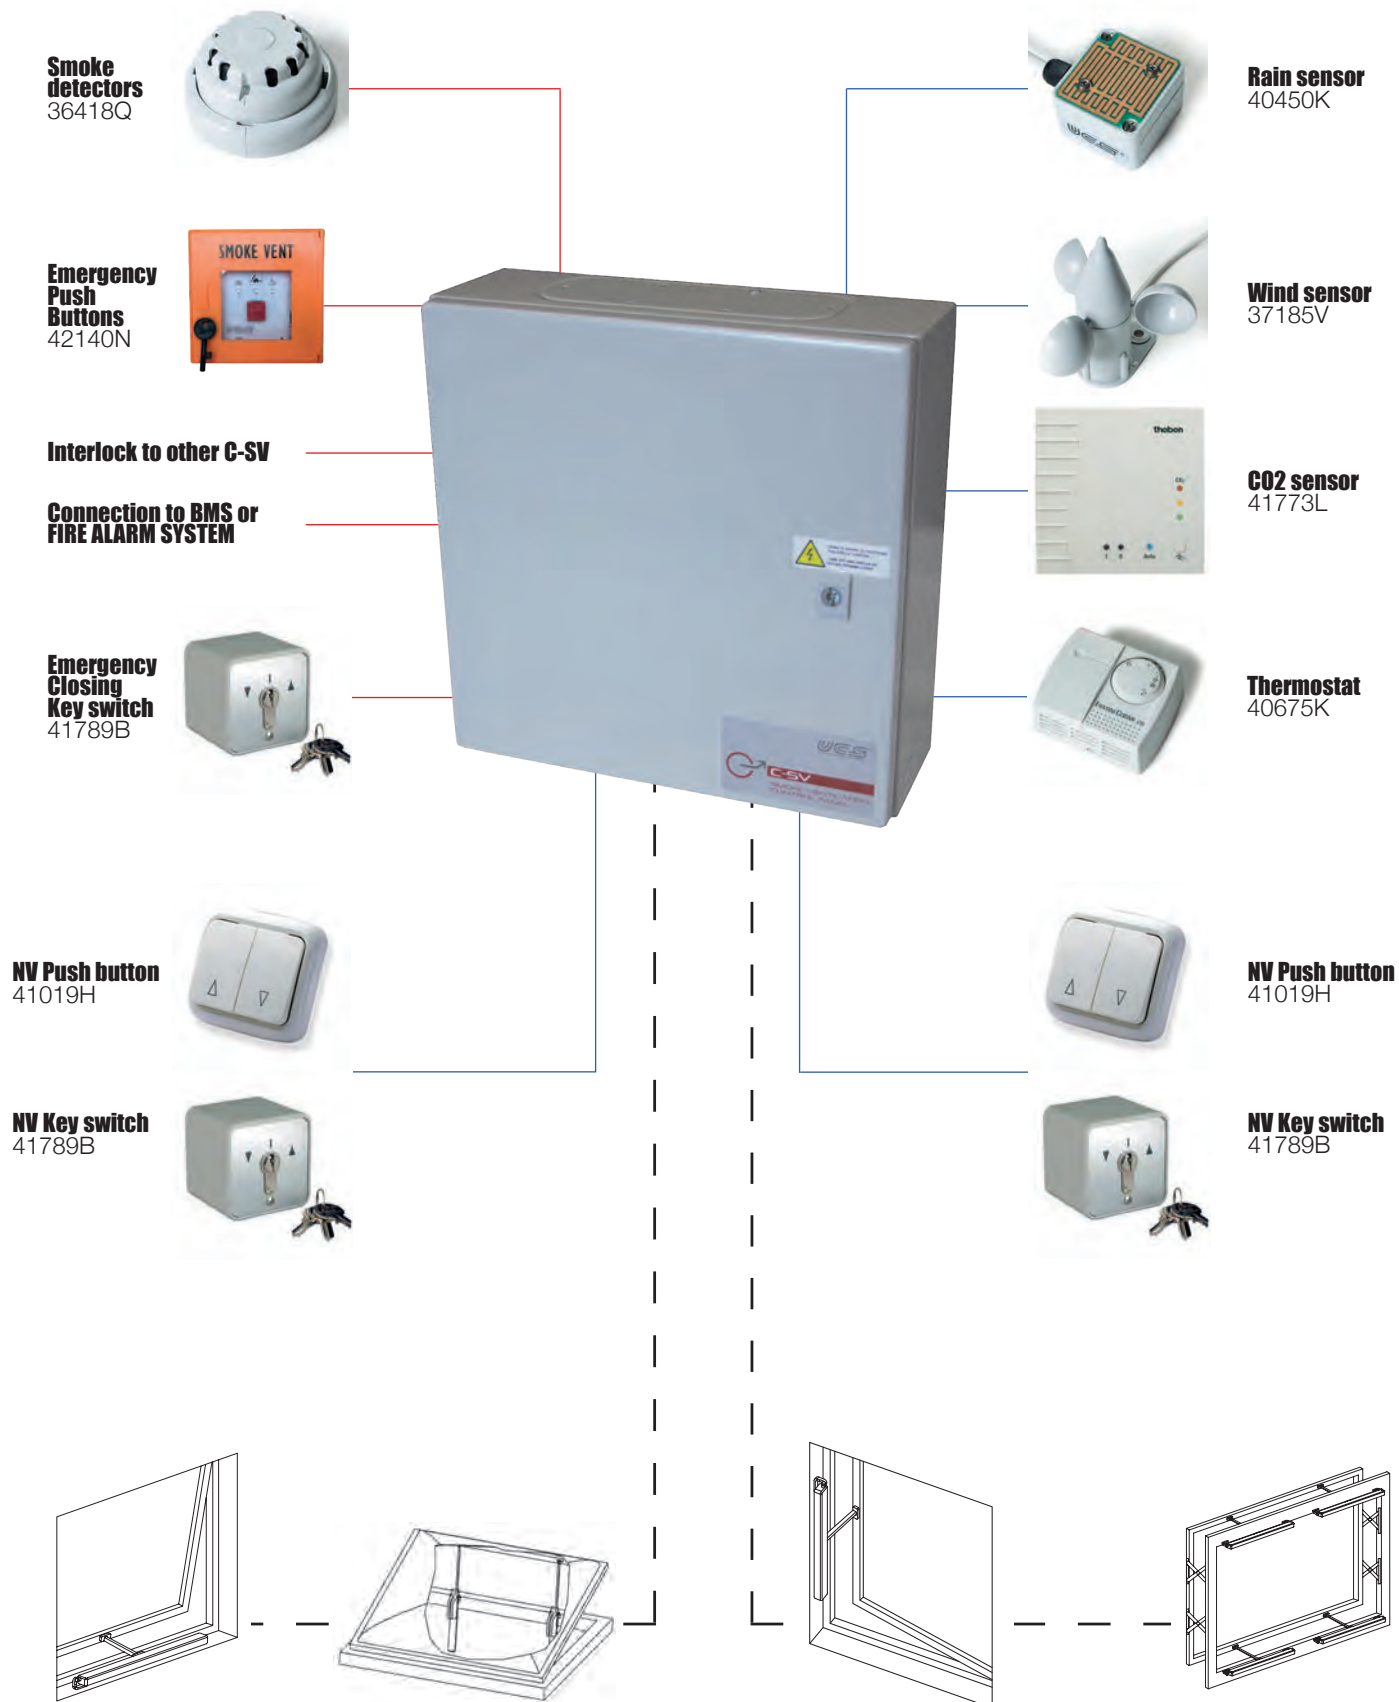 Smoke
detectors
36418Q
Rain sensor
40450K
SMOKE VENT
Emergency
Push
Buttons
42140N
Wind sensor
37185V
Interlock to other C-SV
Connection to BMS or
FIRE ALARM SYSTEM
CO2 sensor
41773L
Emergency
Closing
Key switch
41789B
Thermostat
40675K
C-SV
NV Push button
41019H
NV Push button
41019H
NV Key switch
41789B
NV Key switch
41789B